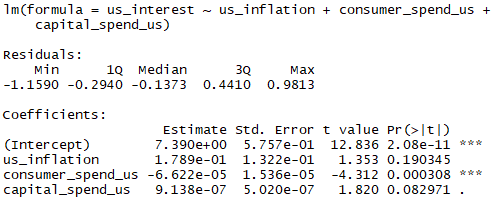 lm(formula = us_interest ~ us_inflation + consumer_spend_us +
    capital_spend_us)
Residuals:
    Min      1Q  Median      3Q     Max
-1.1590 -0.2940 -0.1373  0.4410  0.9813
Coefficients:
                    Estimate Std. Error t value Pr(>|t|)
(Intercept)        7.390e+00  5.757e-01  12.836 2.08e-11 ***
us_inflation       1.789e-01  1.322e-01   1.353 0.190345
consumer_spend_us -6.622e-05  1.536e-05  -4.312 0.000308 ***
capital_spend_us   9.138e-07  5.020e-07   1.820 0.082971 .